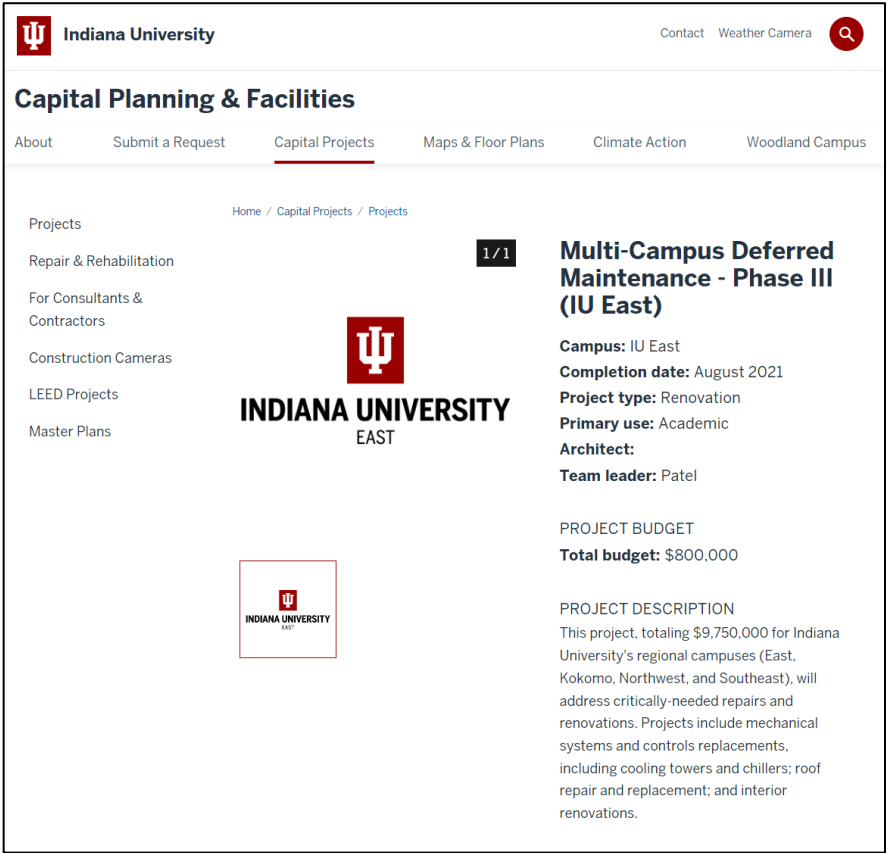 Indiana University
Contact Weather Camera
Capital Planning & Facilities
About Submit a Request Capital Projects Maps & Floor Plans Climate Action Woodland Campus
Projects
Repair & Rehabilitation
For Consultants &
Contractors
Construction Cameras
LEED Projects
Master Plans
Home / Capital Projects / Projects
1/1
INDIANA UNIVERSITY
EAST
INDIANA UNIVERSITY
EAST
Multi-Campus Deferred
Maintenance - Phase III
(IU East)
Campus: IU East
Completion date: August 2021
Project type: Renovation
Primary use: Academic
Architect:
Team leader: Patel
PROJECT BUDGET
Total budget: $800,000
PROJECT DESCRIPTION
This project, totaling $9,750,000 for Indiana
University's regional campuses (East,
Kokomo, Northwest, and Southeast), will
address critically-needed repairs and
renovations. Projects include mechanical
systems and controls replacements,
including cooling towers and chillers; roof
repair and replacement; and interior
renovations.